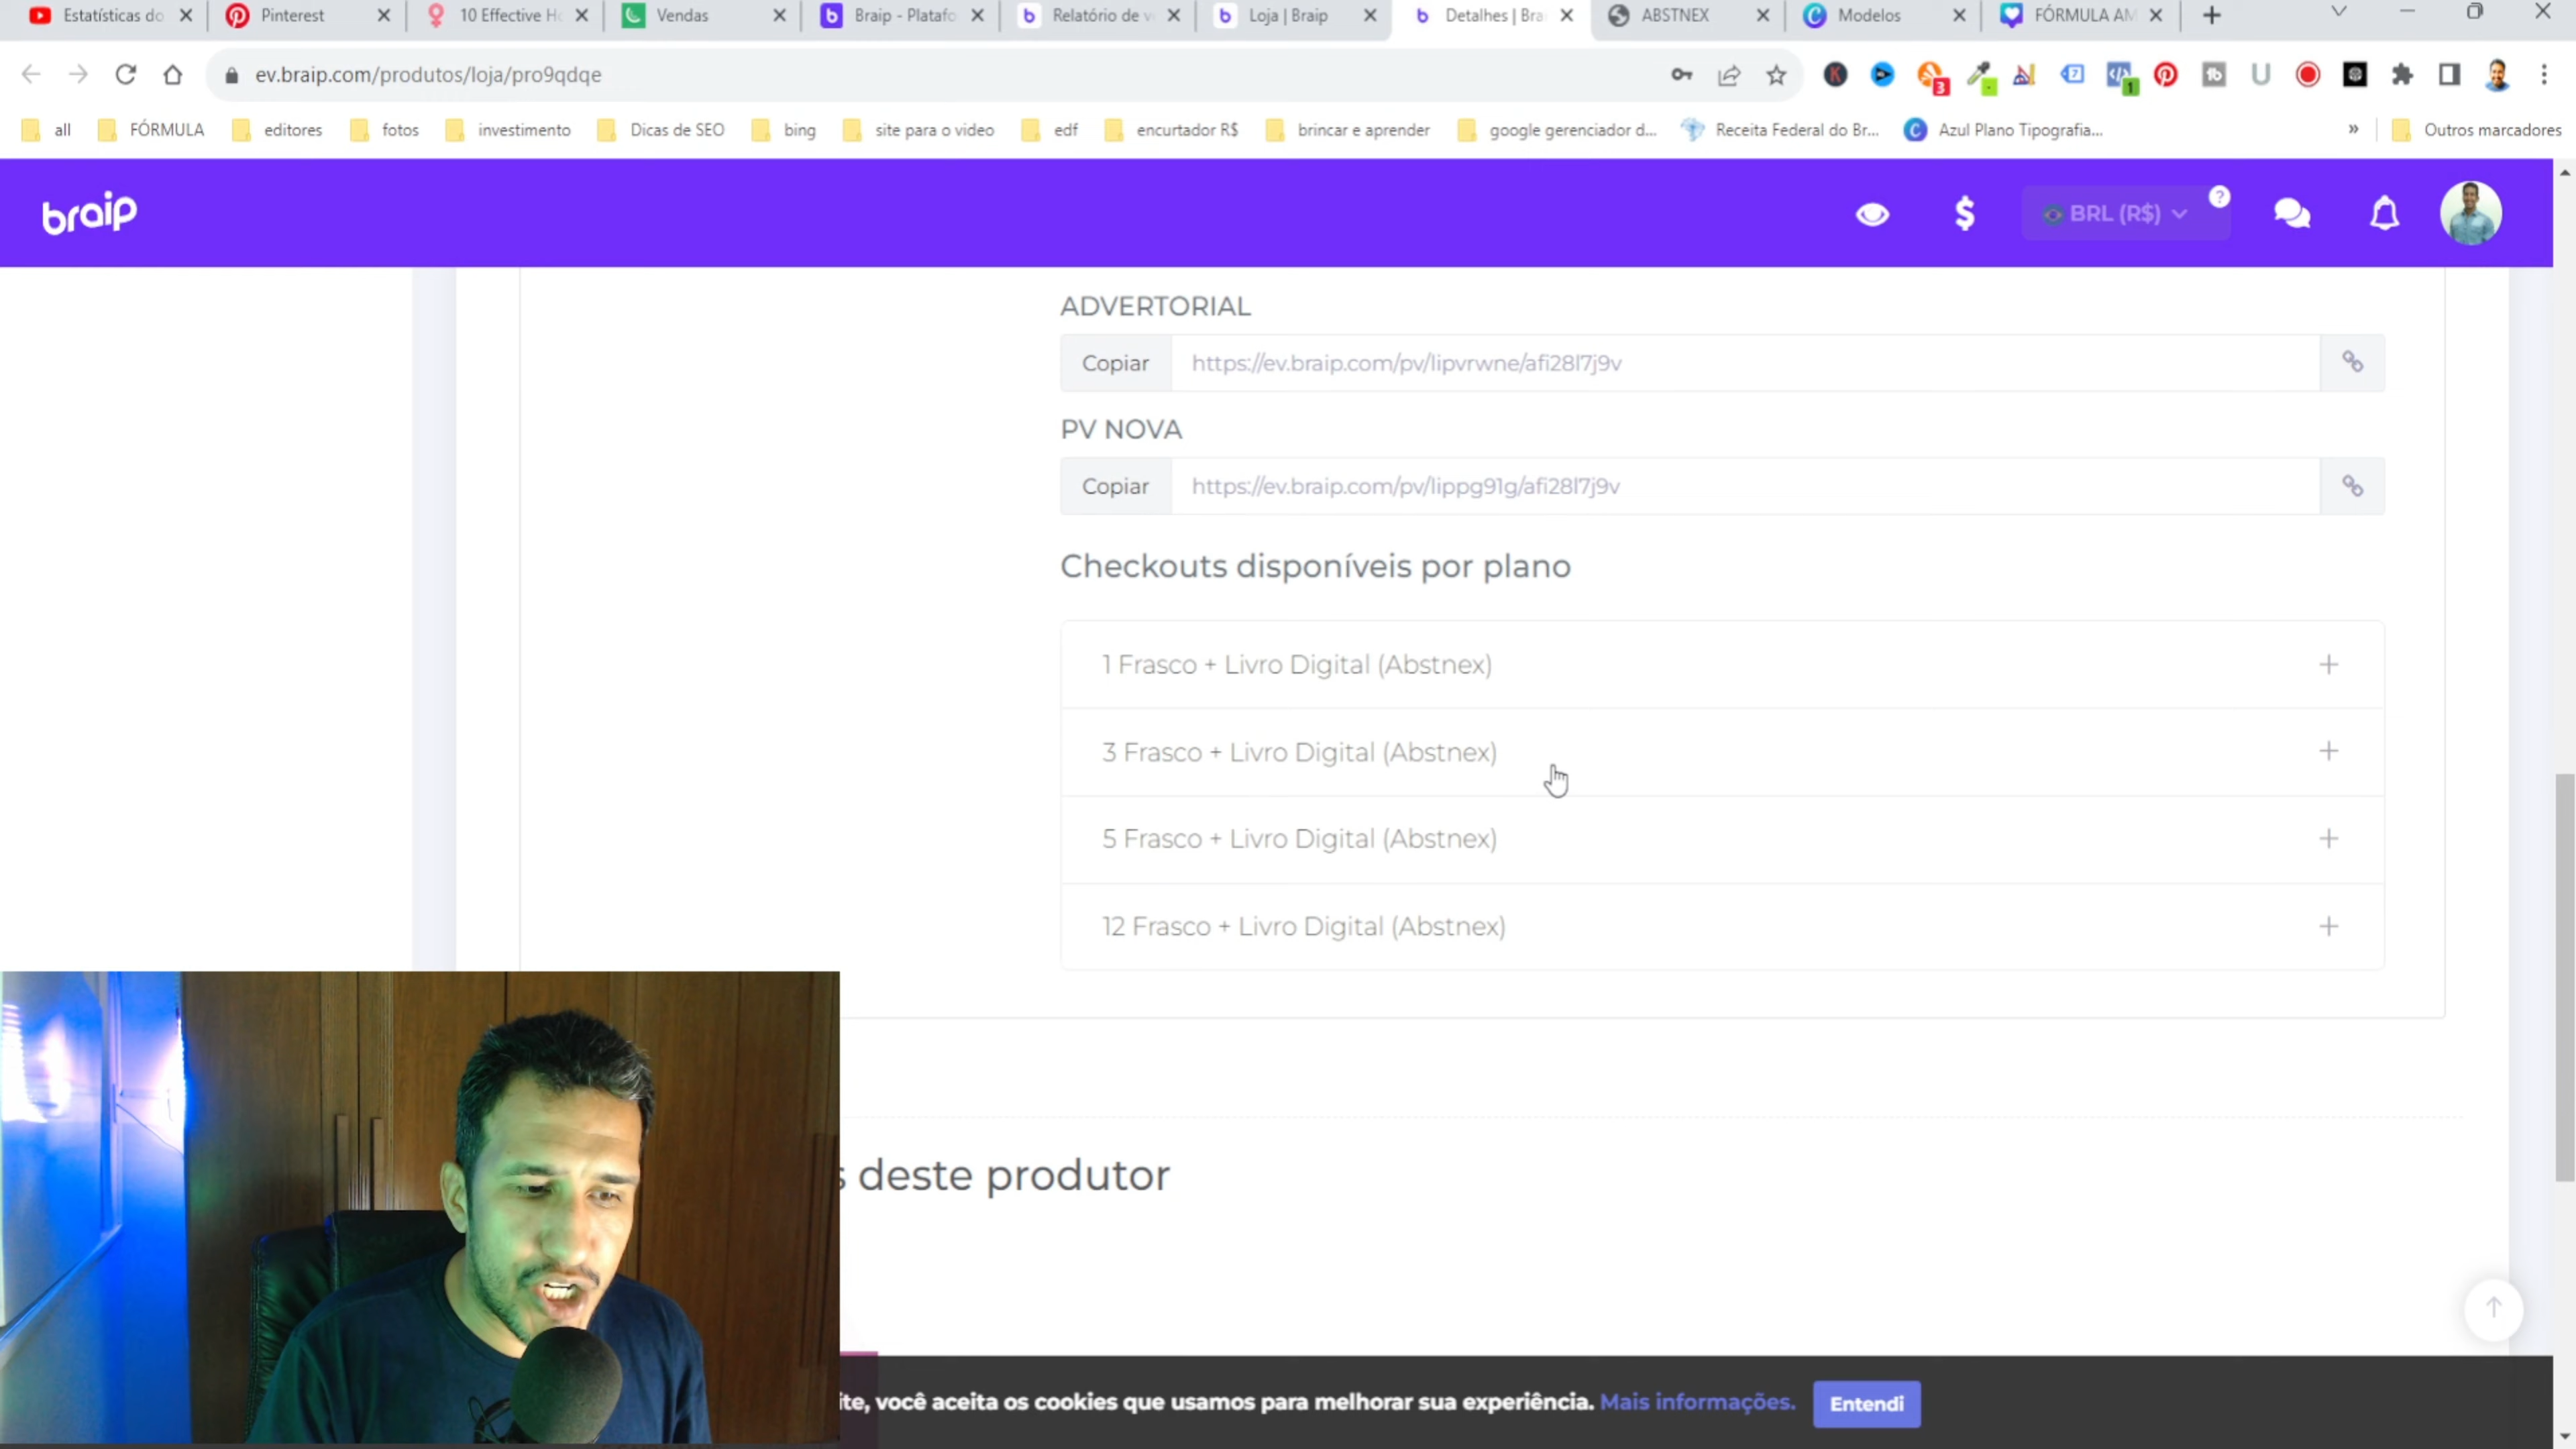 Estatísticas do
Pinterest
10 Effective Ho
Vendas
Braip - Platafo
Relatório de v
Loja | Braip
Detalhes | Bra
ABSTNEX
Modelos
FÓRMULA AM
ev.braip.com/produtos/loja/pro9qdqe
all
FÓRMULA
editores
fotos
investimento
Dicas de SEO
bing
site para o video
edf
encurtador R$
brincar e aprender
google gerenciador d...
Receita Federal do Br...
Azul Plano Tipografia...
»
Outros marcadores
braip
BRL (R$)
ADVERTORIAL
Copiar
https://ev.braip.com/pv/lipvrwne/afi28l7j9v
PV NOVA
Copiar
https://ev.braip.com/pv/lippg91g/afi28l7j9v
Checkouts disponíveis por plano
1 Frasco + Livro Digital (Abstnex)
3 Frasco + Livro Digital (Abstnex)
5 Frasco + Livro Digital (Abstnex)
12 Frasco + Livro Digital (Abstnex)
s deste produtor
ite, você aceita os cookies que usamos para melhorar sua experiência. Mais informações.
Entendi